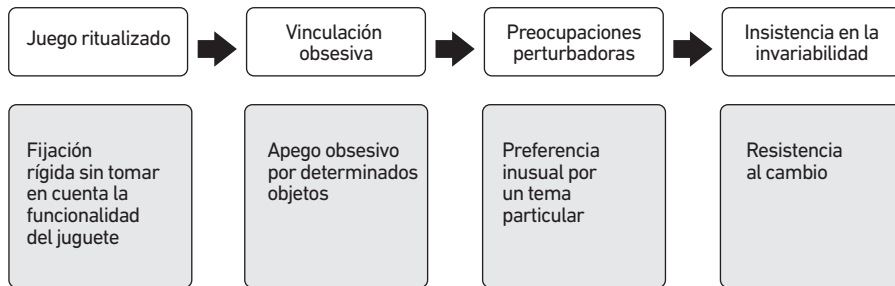 Juego ritualizado
Vinculación
obsesiva
Preocupaciones
perturbadoras
Insistencia en la
invariabilidad
Fijación
rígida sin tomar
en cuenta la
funcionalidad
del juguete
Apego obsesivo
por determinados
objetos
Preferencia
inusual por
un tema
particular
Resistencia
al cambio